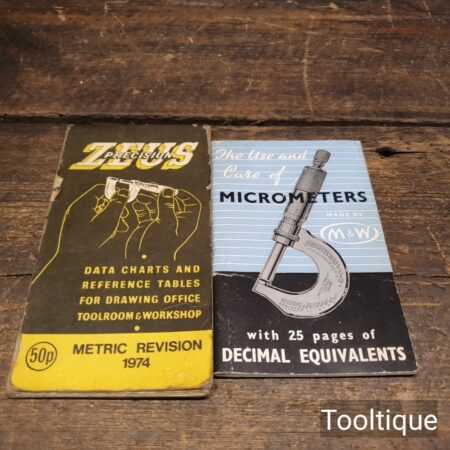 ZEUS
PRECISION
DATA CHARTS AND
REFERENCE TABLES
FOR DRAWING OFFICE
TOOLROOM & WORKSHOP
50p
METRIC REVISION
1974
The Use and
Care of
MICROMETERS
MADE BY
M&W
with 25 pages of
DECIMAL EQUIVALENTS
Tooltique